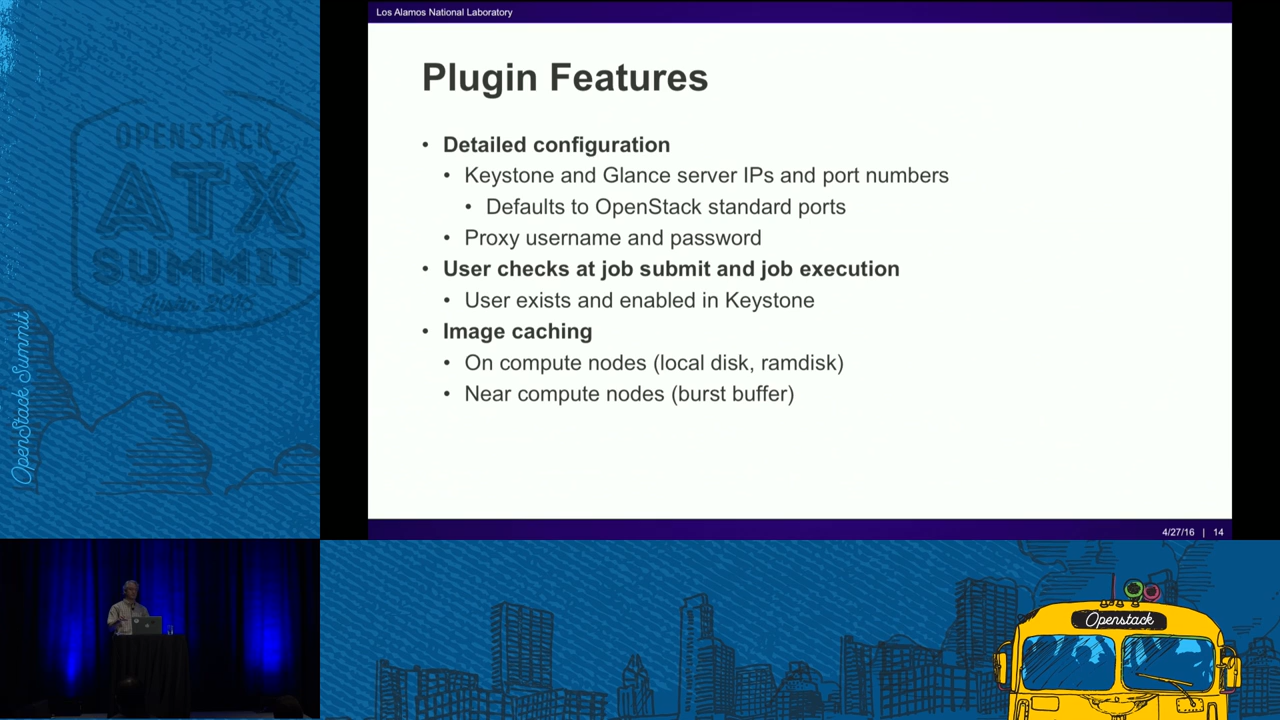 Los Alamos National Laboratory
Plugin Features
• Detailed configuration
• Keystone and Glance server IPs and port numbers
• Defaults to OpenStack standard ports
• Proxy username and password
• User checks at job submit and job execution
• User exists and enabled in Keystone
• Image caching
• On compute nodes (local disk, ramdisk)
• Near compute nodes (burst buffer)
4/27/16 | 14
OPENSTACK
ATX
SUMMIT
Austin 2016
OpenStack Summit
Openstack